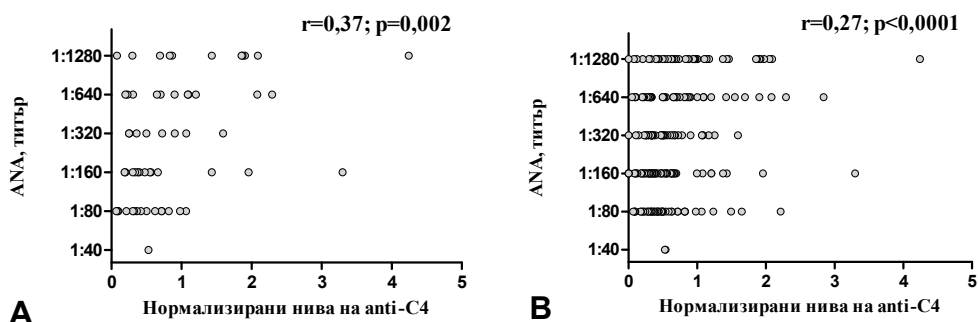 r=0,37; p=0,002
ANA, титър
1:1280
1:640
1:320
1:160
1:80
1:40
0 1 2 3 4 5
Нормализирани нива на anti-C4
A
r=0,27; p<0,0001
ANA, титър
1:1280
1:640
1:320
1:160
1:80
1:40
0 1 2 3 4 5
Нормализирани нива на anti-C4
B